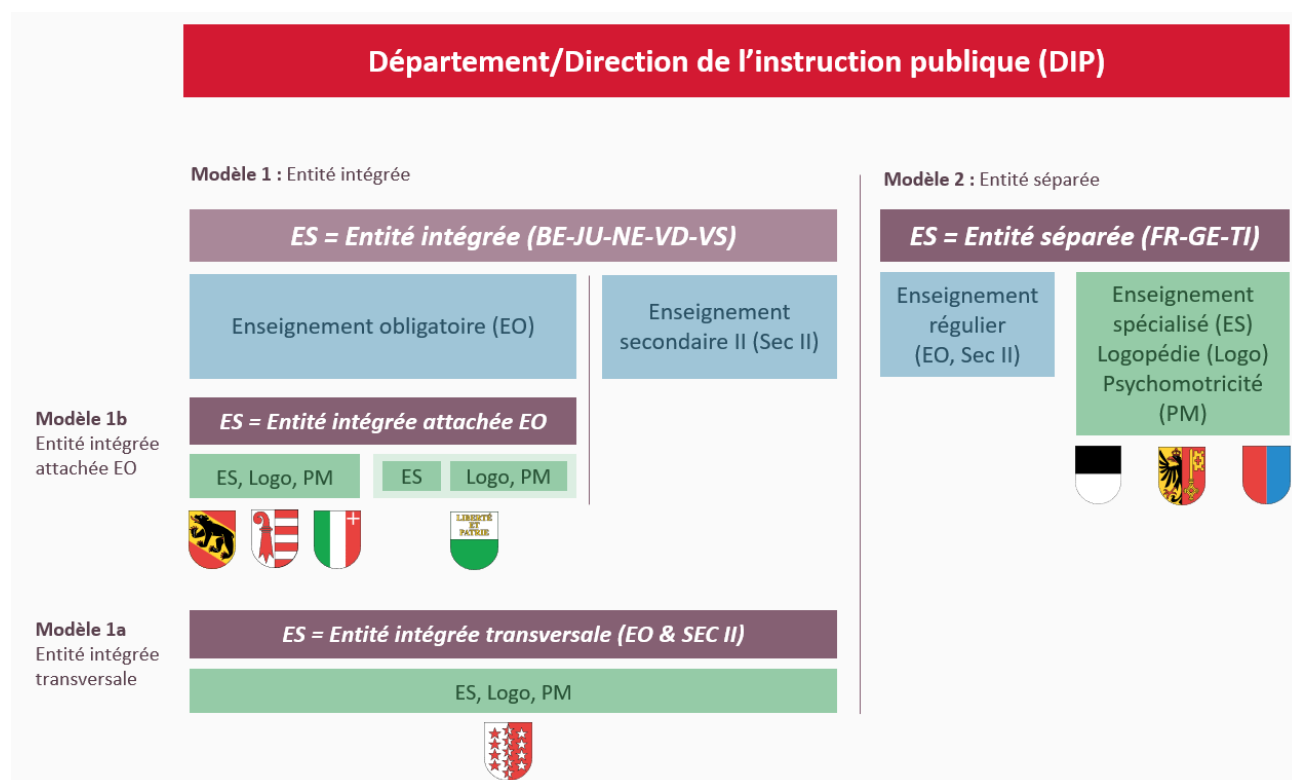 Département/Direction de l'instruction publique (DIP)
Modèle 1 : Entité intégrée
ES = Entité intégrée (BE-JU-NE-VD-VS)
Enseignement obligatoire (EO)
Enseignement
secondaire II (Sec II)
Modèle 1b
Entité intégrée
attachée EO
ES = Entité intégrée attachée EO
ES, Logo, PM
ES
Logo, PM
LIBERTÉ
ET
PATRIE
Modèle 1a
Entité intégrée
transversale
ES = Entité intégrée transversale (EO & SEC II)
ES, Logo, PM
Modèle 2 : Entité séparée
ES = Entité séparée (FR-GE-TI)
Enseignement
régulier
(EO, Sec II)
Enseignement
spécialisé (ES)
Logopédie (Logo)
Psychomotricité
(PM)